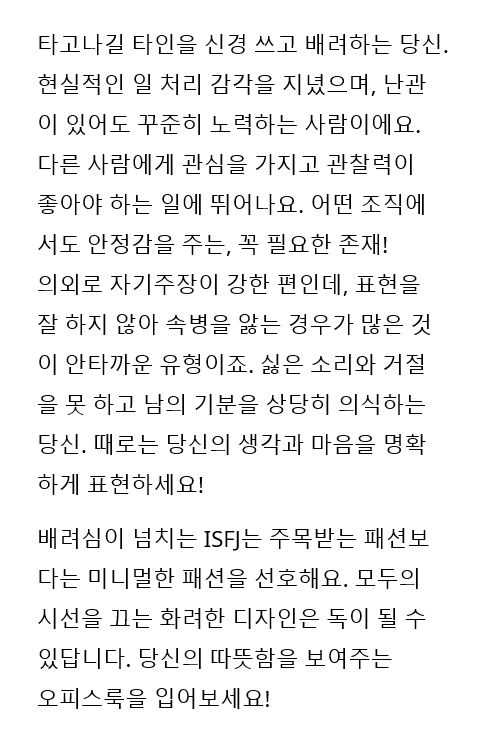 타고나길 타인을 신경 쓰고 배려하는 당신.
현실적인 일 처리 감각을 지녔으며, 난관
이 있어도 꾸준히 노력하는 사람이에요.
다른 사람에게 관심을 가지고 관찰력이
좋아야 하는 일에 뛰어나요. 어떤 조직에
서도 안정감을 주는, 꼭 필요한 존재!
의외로 자기주장이 강한 편인데, 표현을
잘 하지 않아 속병을 앓는 경우가 많은 것
이 안타까운 유형이죠. 싫은 소리와 거절
을 못 하고 남의 기분을 상당히 의식하는
당신. 때로는 당신의 생각과 마음을 명확
하게 표현하세요!
배려심이 넘치는 ISFJ는 주목받는 패션보
다는 미니멀한 패션을 선호해요. 모두의
시선을 끄는 화려한 디자인은 독이 될 수
있답니다. 당신의 따뜻함을 보여주는
오피스룩을 입어보세요!